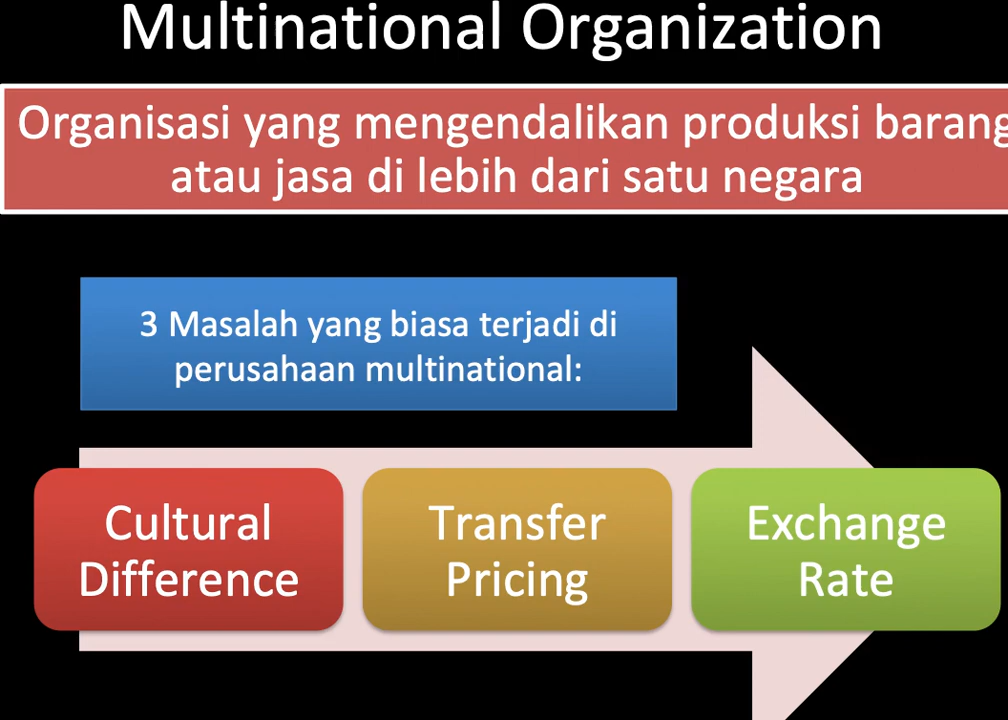 Multinational Organization
Organisasi yang mengendalikan produksi barang
atau jasa di lebih dari satu negara
3 Masalah yang biasa terjadi di
perusahaan multinational:
Cultural
Difference
Transfer
Pricing
Exchange
Rate